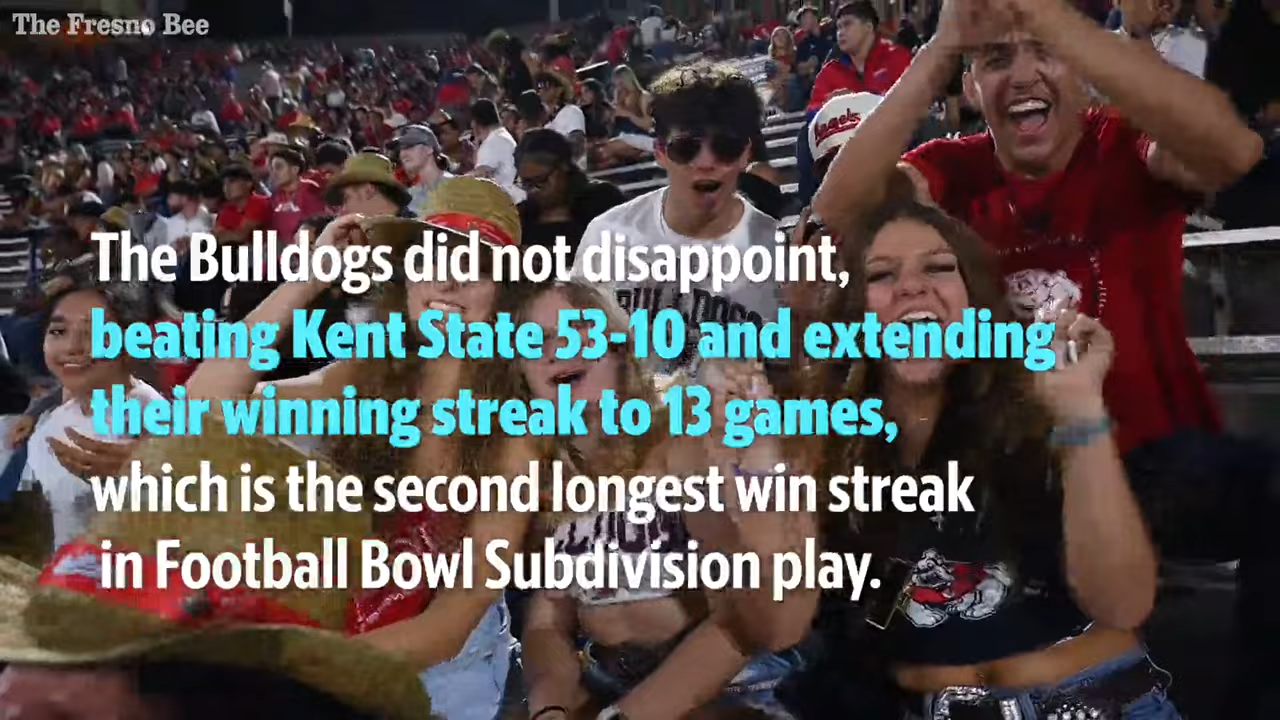 The Fresno Bee
The Bulldogs did not disappoint,
beating Kent State 53-10 and extending
their winning streak to 13 games,
which is the second longest win streak
in Football Bowl Subdivision play.